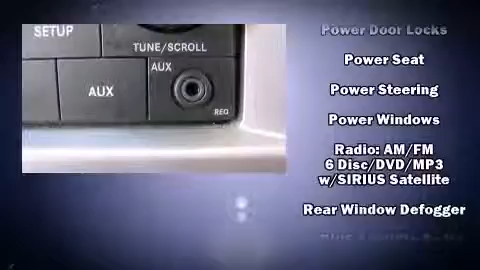 SETUP
TUNE/SCROLL
AUX
AUX
REQ
Power Door Locks
Power Seat
Power Steering
Power Windows
Radio: AM/FM
6 Disc/DVD/MP3
w/SIRIUS Satellite
Rear Window Defogger